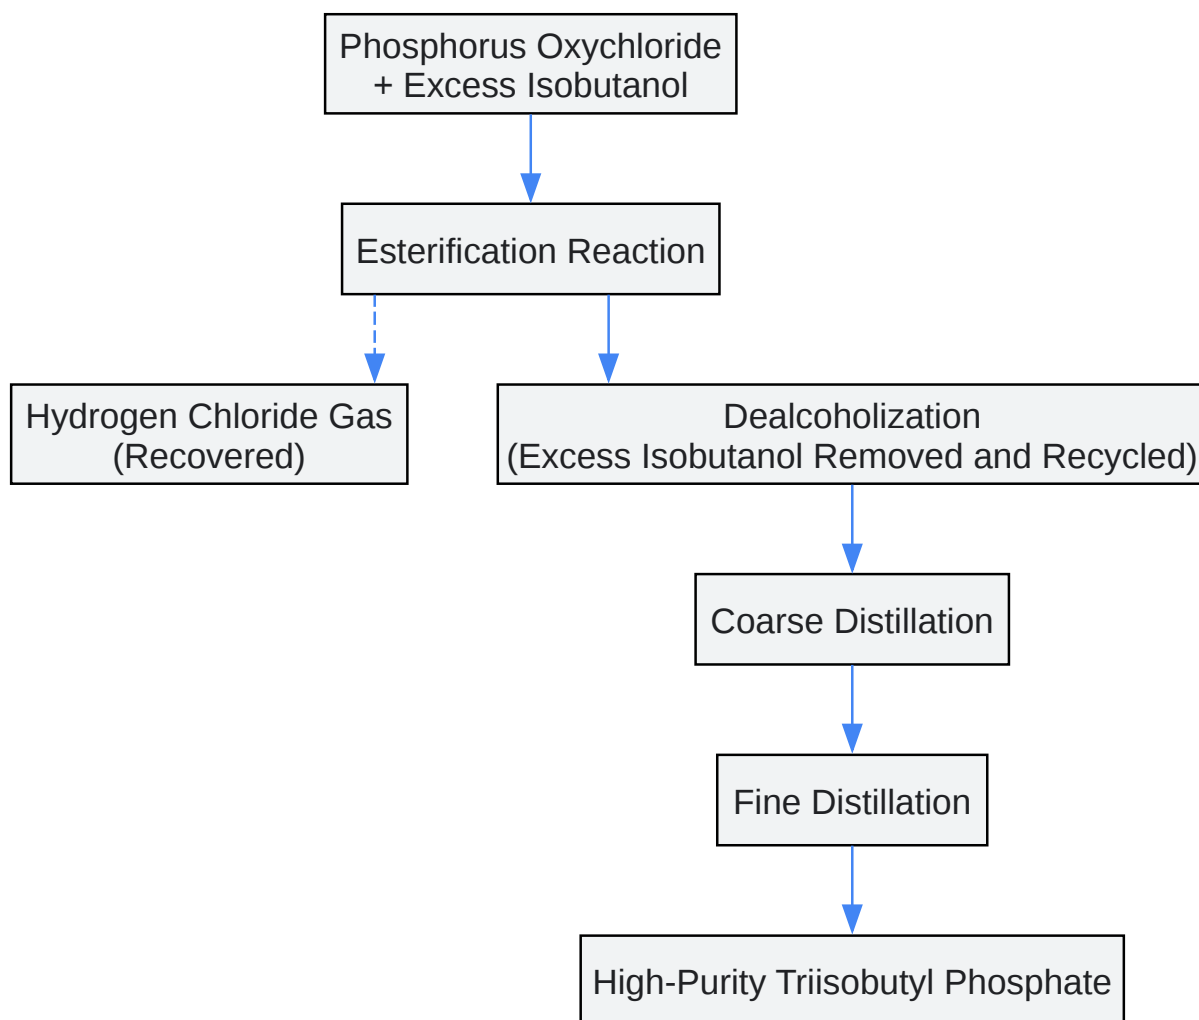 Phosphorus Oxychloride
+ Excess Isobutanol
Esterification Reaction
Hydrogen Chloride Gas
(Recovered)
Dealcoholization
(Excess Isobutanol Removed and Recycled)
Coarse Distillation
Fine Distillation
High-Purity Triisobutyl Phosphate